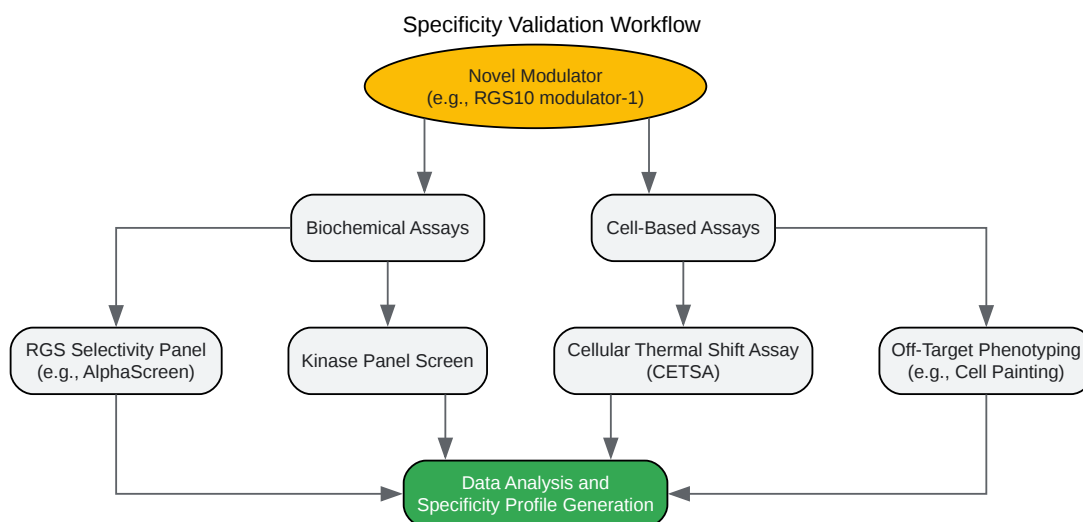 Specificity Validation Workflow
Novel Modulator
(e.g., RGS10 modulator-1)
Biochemical Assays
Cell-Based Assays
RGS Selectivity Panel
(e.g., AlphaScreen)
Kinase Panel Screen
Cellular Thermal Shift Assay
(CETSA)
Off-Target Phenotyping
(e.g., Cell Painting)
Data Analysis and
Specificity Profile Generation